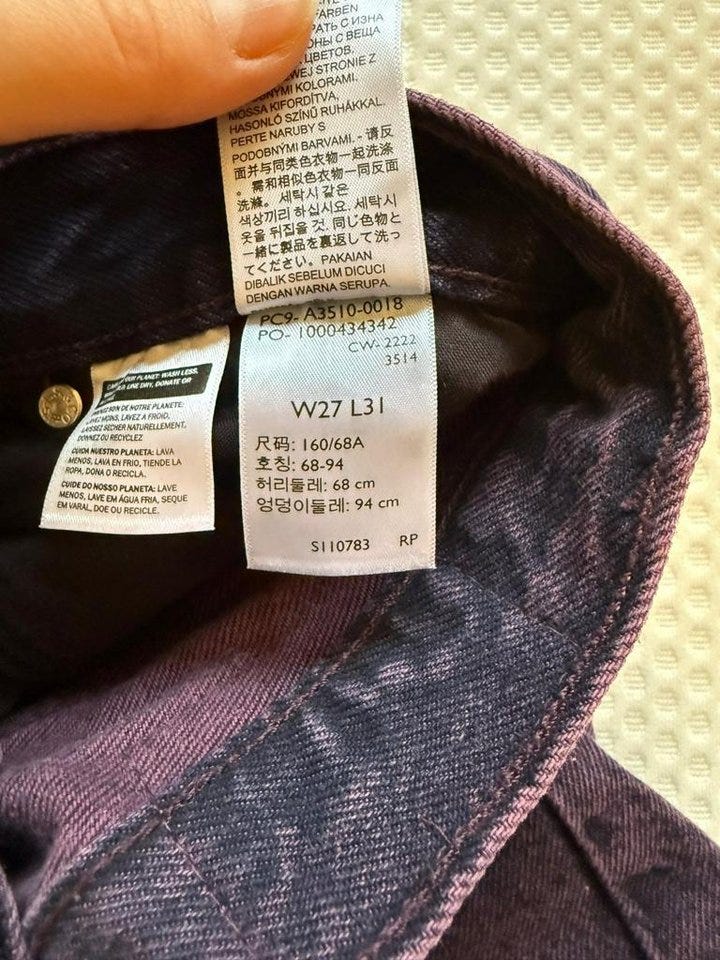 FARBEN
РАТЬ С ИЗНА
ОНЫ С ВЕЩА
ЦВЕТОВ.
WEJ STRONIE Z
BNYMI KOLORAMI.
MOSSA KIFORDÍTVA,
HASONLÓ SZÍNŰ RUHÁKKAL.
PERTE NARUBY S
PODOBNÝMI BARVAMI. - 请反
面并与同类色衣物一起洗涤
。需和相似色衣物一同反面
洗滌。세탁시 같은
색상끼리 하십시요. 세탁시
옷을 뒤집을 것. 同じ色物と
一緒に製品を裏返して洗っ
てください。PAKAIAN
DIBALIK SEBELUM DICUCI
DENGAN WARNA SERUPA.
PC9- A3510-0018
PO- 1000434342
CW- 2222
3514
W27 L31
尺码: 160/68A
호칭: 68-94
허리둘레: 68 cm
엉덩이둘레: 94 cm
S110783 RP
OUR PLANET: WASH LESS,
LINE DRY, DONATE OR
SON DE NOTRE PLANETE:
LAVEZ MOINS, LAVEZ A FROID,
LAISSEZ SECHER NATURELLEMENT,
DONNEZ OU RECYCLEZ
CUIDA NUESTRO PLANETA: LAVA
MENOS, LAVA EN FRIO, TIENDE LA
ROPA, DONA O RECICLA.
CUIDE DO NOSSO PLANETA: LAVE
MENOS, LAVE EM ÁGUA FRIA, SEQUE
EM VARAL, DOE OU RECICLE.